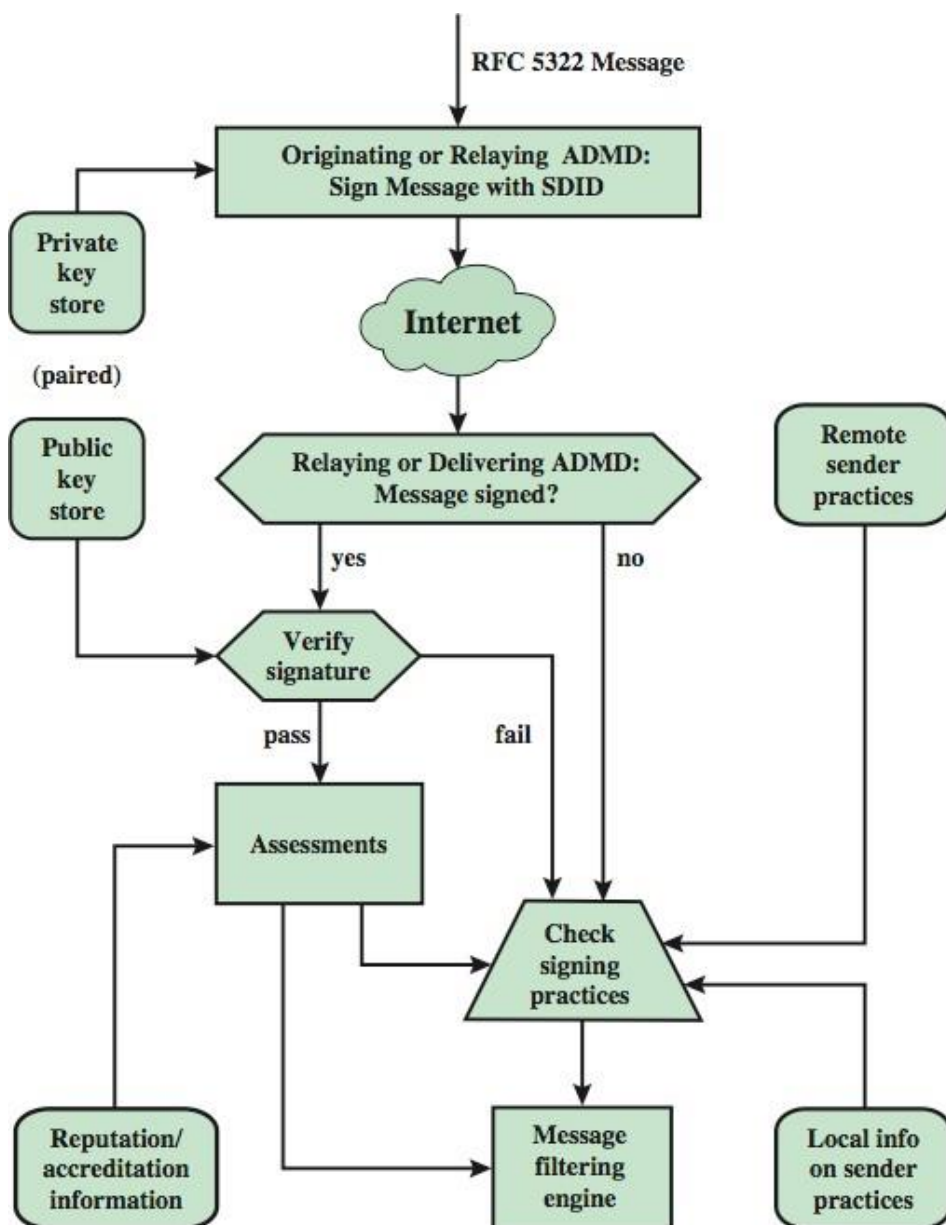 RFC 5322 Message
Originating or Relaying ADMD:
Sign Message with SDID
Private
key
store
Internet
(paired)
Public
key
store
Relaying or Delivering ADMD:
Message signed?
Remote
sender
practices
yes
no
Verify
signature
pass
fail
Assessments
Check
signing
practices
Reputation/
accreditation
information
Message
filtering
engine
Local info
on sender
practices